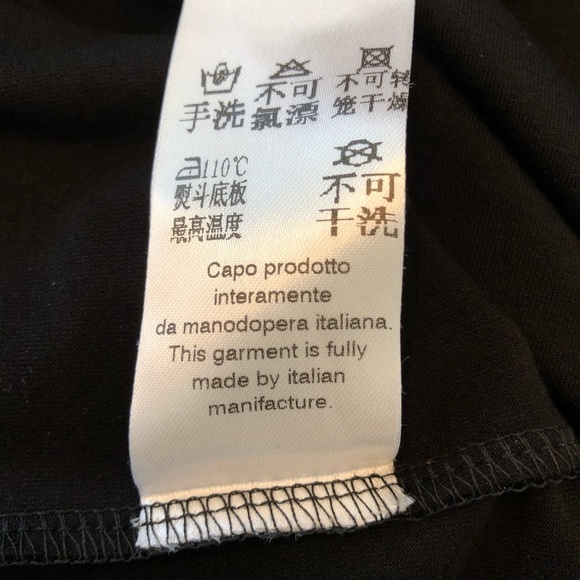 手洗 不可 不可转
氯漂 笼干燥
110℃
熨斗底板
最高温度
不可
干洗
Capo prodotto
interamente
da manodopera italiana.
This garment is fully
made by italian
manifacture.